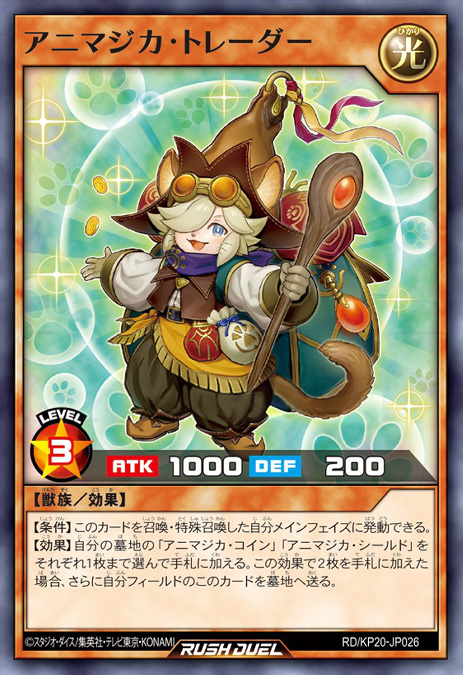 アニマジカ・トレーダー
ひかり
光
LEVEL
3
ATK 1000 DEF 200
【獣族／効果】
【条件】このカードを召喚・特殊召喚した自分メインフェイズに発動できる。
【効果】自分の墓地の「アニマジカ・コイン」「アニマジカ・シールド」を
それぞれ1枚まで選んで手札に加える。この効果で2枚を手札に加えた
場合、さらに自分フィールドのこのカードを墓地へ送る。
©スタジオ・ダイス/集英社・テレビ東京・KONAMI
RUSH DUEL
RD/KP20-JP026